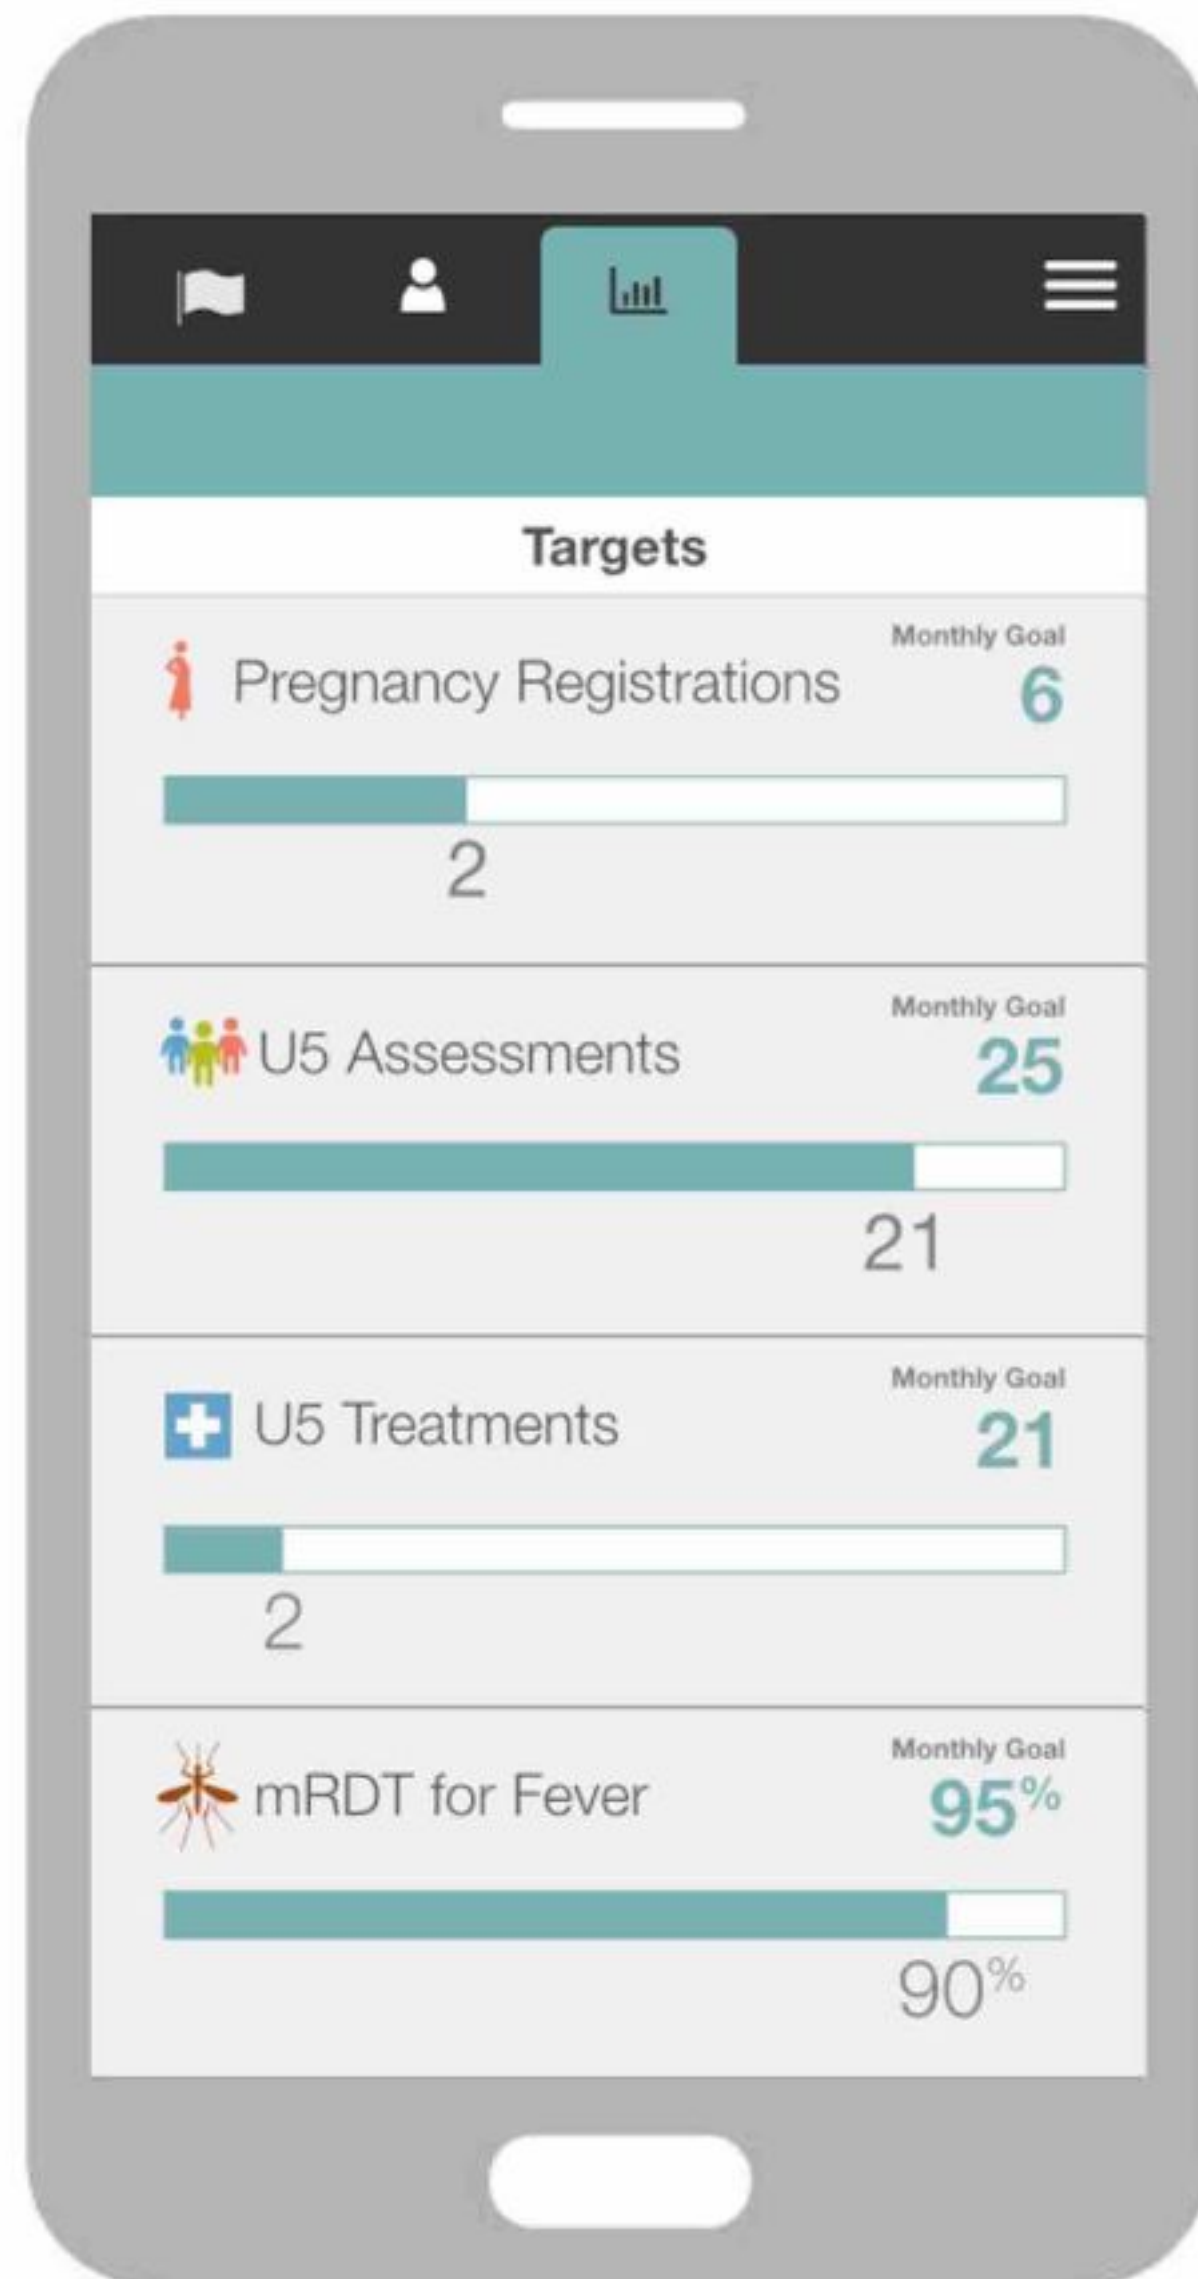 Targets
Pregnancy Registrations
Monthly Goal
6
2
U5 Assessments
Monthly Goal
25
21
U5 Treatments
Monthly Goal
21
2
mRDT for Fever
Monthly Goal
95%
90%